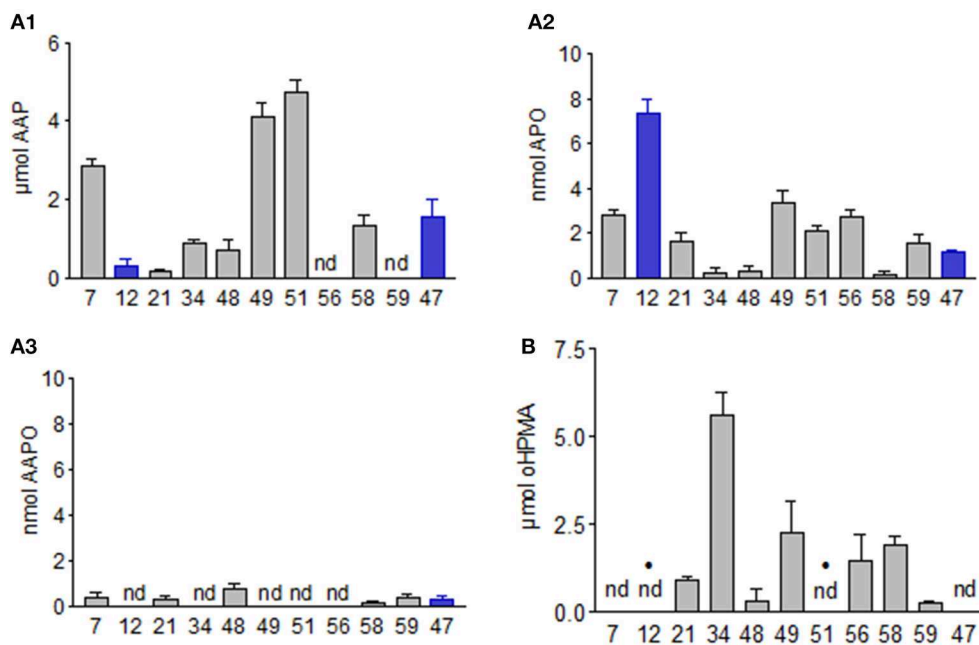 A1
µmol AAP
6
4
2
0
nd nd
7 12 21 34 48 49 51 56 58 59 47
A2
nmol APO
10
8
6
4
2
0
7 12 21 34 48 49 51 56 58 59 47
A3
nmol AAPO
10
8
6
4
2
0
nd nd nd nd nd
7 12 21 34 48 49 51 56 58 59 47
B
µmol oHPMA
7.5
5.0
2.5
0.0
• •
nd nd nd nd
7 12 21 34 48 49 51 56 58 59 47